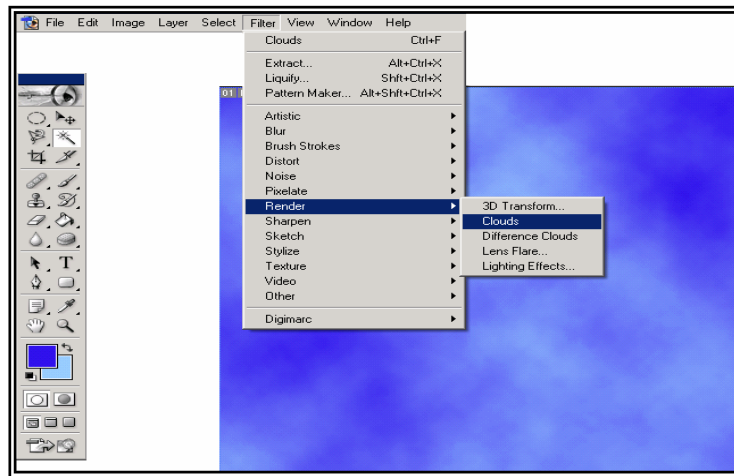 File Edit Image Layer Select Filter View Window Help
Clouds Ctrl+F
Extract... Alt+Ctrl+X
Liquify... Shft+Ctrl+X
Pattern Maker... Alt+Shft+Ctrl+X
01
Artistic
Blur
Brush Strokes
Distort
Noise
Pixelate
Render
Sharpen
Sketch
Stylize
Texture
Video
Other
Digimarc
3D Transform...
Clouds
Difference Clouds
Lens Flare...
Lighting Effects...
T